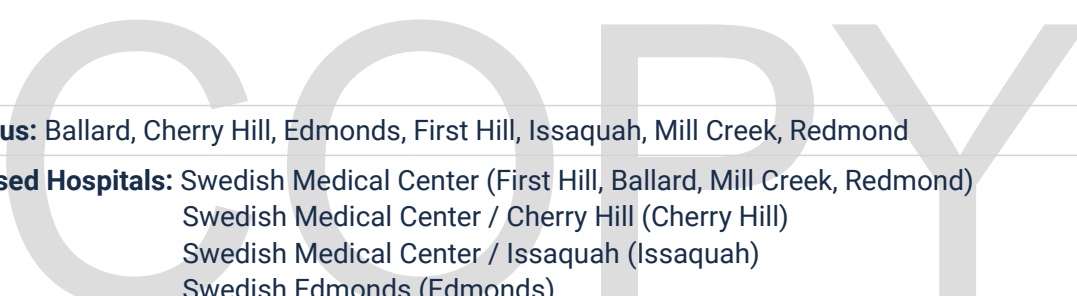 COPY
us: Ballard, Cherry Hill, Edmonds, First Hill, Issaquah, Mill Creek, Redmond
sed Hospitals: Swedish Medical Center (First Hill, Ballard, Mill Creek, Redmond)
Swedish Medical Center / Cherry Hill (Cherry Hill)
Swedish Medical Center / Issaquah (Issaquah)
Swedish Edmonds (Edmonds)